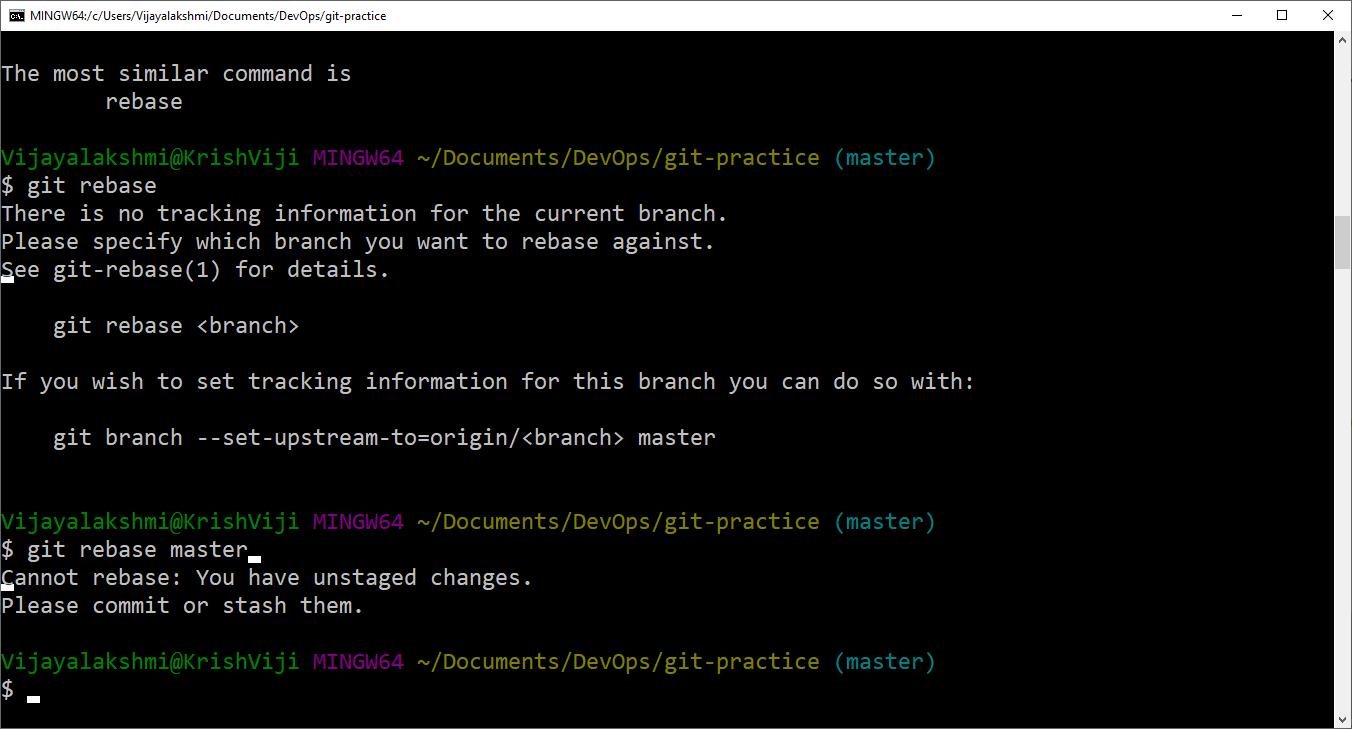 MINGW64:/c/Users/Vijayalakshmi/Documents/DevOps/git-practice
The most similar command is
        rebase
Vijayalakshmi@KrishViji MINGW64 ~/Documents/DevOps/git-practice (master)
$ git rebase
There is no tracking information for the current branch.
Please specify which branch you want to rebase against.
See git-rebase(1) for details.
    git rebase <branch>
If you wish to set tracking information for this branch you can do so with:
    git branch --set-upstream-to=origin/<branch> master
Vijayalakshmi@KrishViji MINGW64 ~/Documents/DevOps/git-practice (master)
$ git rebase master
Cannot rebase: You have unstaged changes.
Please commit or stash them.
Vijayalakshmi@KrishViji MINGW64 ~/Documents/DevOps/git-practice (master)
$